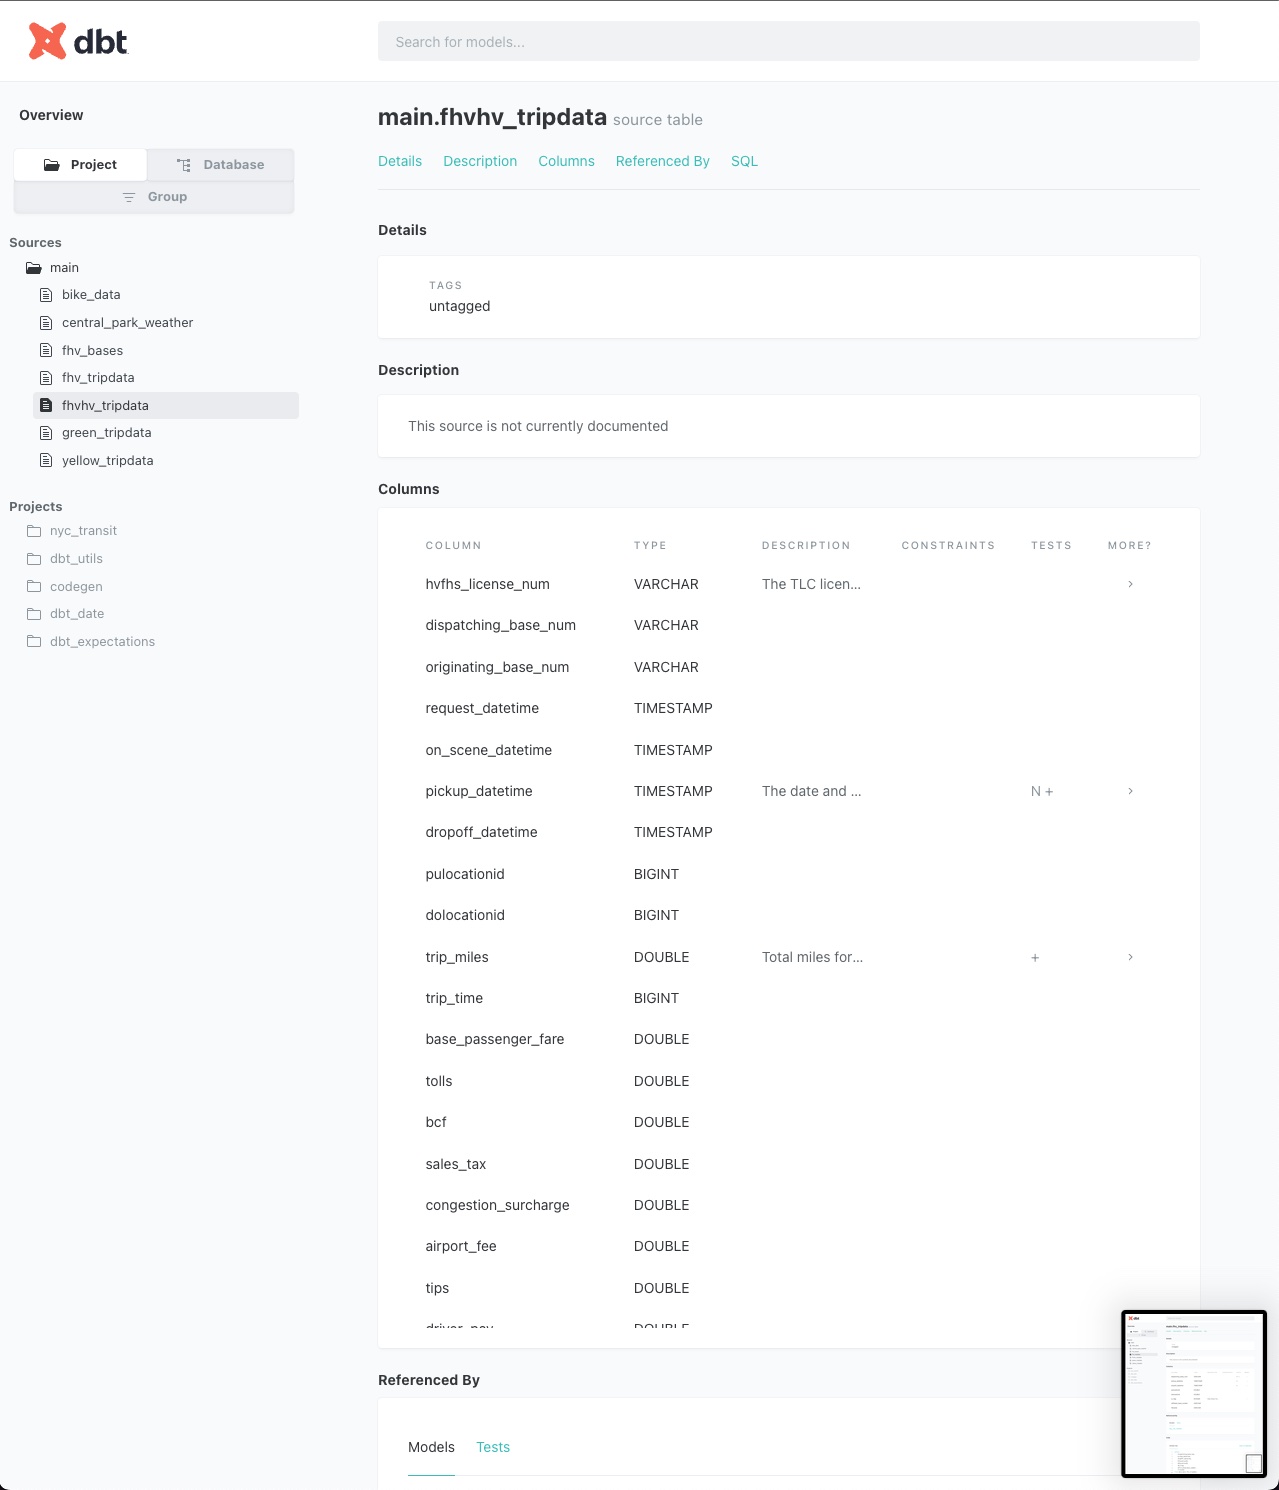 dbt
Search for models...
Overview
Project
Database
Group
Sources
main
bike_data
central_park_weather
fhv_bases
fhv_tripdata
fhvhv_tripdata
green_tripdata
yellow_tripdata
Projects
nyc_transit
dbt_utils
codegen
dbt_date
dbt_expectations
main.fhvhv_tripdata source table
Details Description Columns Referenced By SQL
Details
TAGS
untagged
Description
This source is not currently documented
Columns
COLUMN TYPE DESCRIPTION CONSTRAINTS TESTS MORE?
hvfhs_license_num VARCHAR The TLC licen... >
dispatching_base_num VARCHAR
originating_base_num VARCHAR
request_datetime TIMESTAMP
on_scene_datetime TIMESTAMP
pickup_datetime TIMESTAMP The date and ... N + >
dropoff_datetime TIMESTAMP
pulocationid BIGINT
dolocationid BIGINT
trip_miles DOUBLE Total miles for... + >
trip_time BIGINT
base_passenger_fare DOUBLE
tolls DOUBLE
bcf DOUBLE
sales_tax DOUBLE
congestion_surcharge DOUBLE
airport_fee DOUBLE
tips DOUBLE
driver_pay DOUBLE
Referenced By
Models Tests